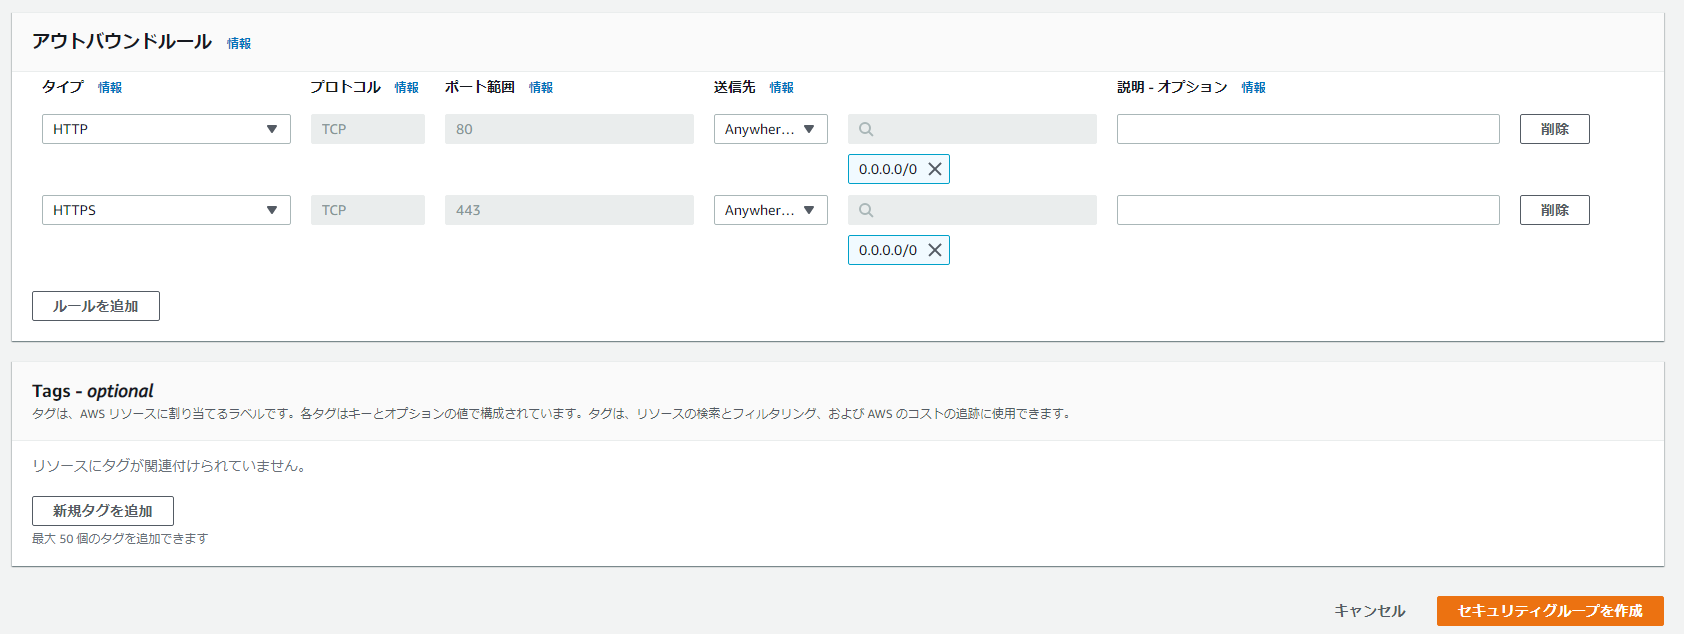 アウトバウンドルール 情報
タイプ 情報 プロトコル 情報 ポート範囲 情報 送信先 情報 説明 - オプション 情報
HTTP TCP 80 Anywher... 削除
0.0.0.0/0
HTTPS TCP 443 Anywher... 削除
0.0.0.0/0
ルールを追加
Tags - optional
タグは、AWS リソースに割り当てるラベルです。各タグはキーとオプションの値で構成されています。タグは、リソースの検索とフィルタリング、および AWS のコストの追跡に使用できます。
リソースにタグが関連付けられていません。
新規タグを追加
最大 50 個のタグを追加できます
キャンセル セキュリティグループを作成